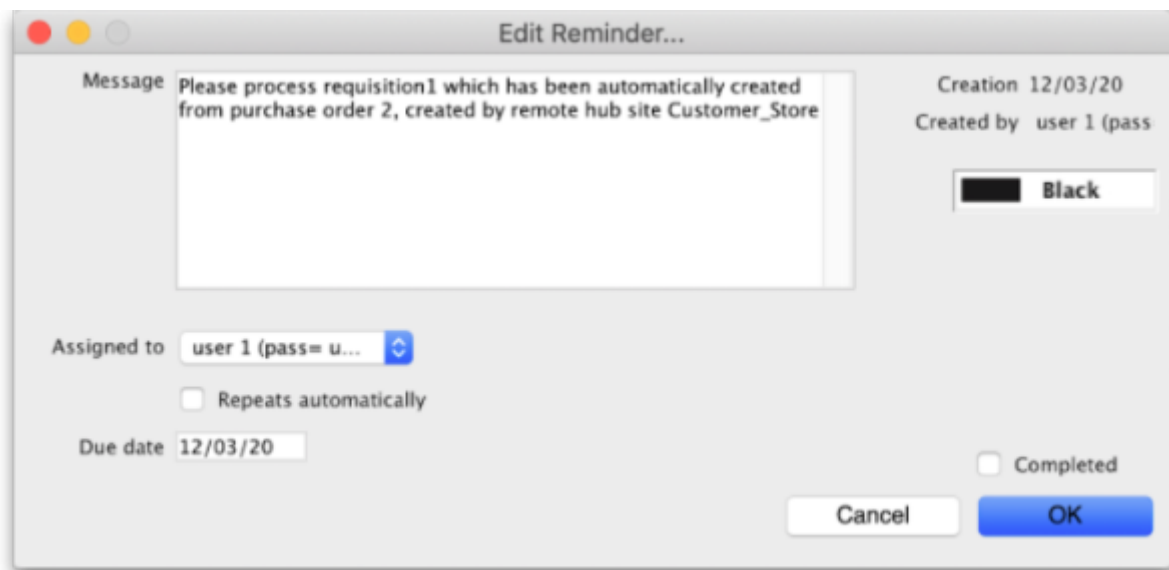 Edit Reminder...
Message
Please process requisition1 which has been automatically created
from purchase order 2, created by remote hub site Customer_Store
Creation 12/03/20
Created by user 1 (pass
Black
Assigned to user 1 (pass= u...
Repeats automatically
Due date 12/03/20
Completed
Cancel
OK